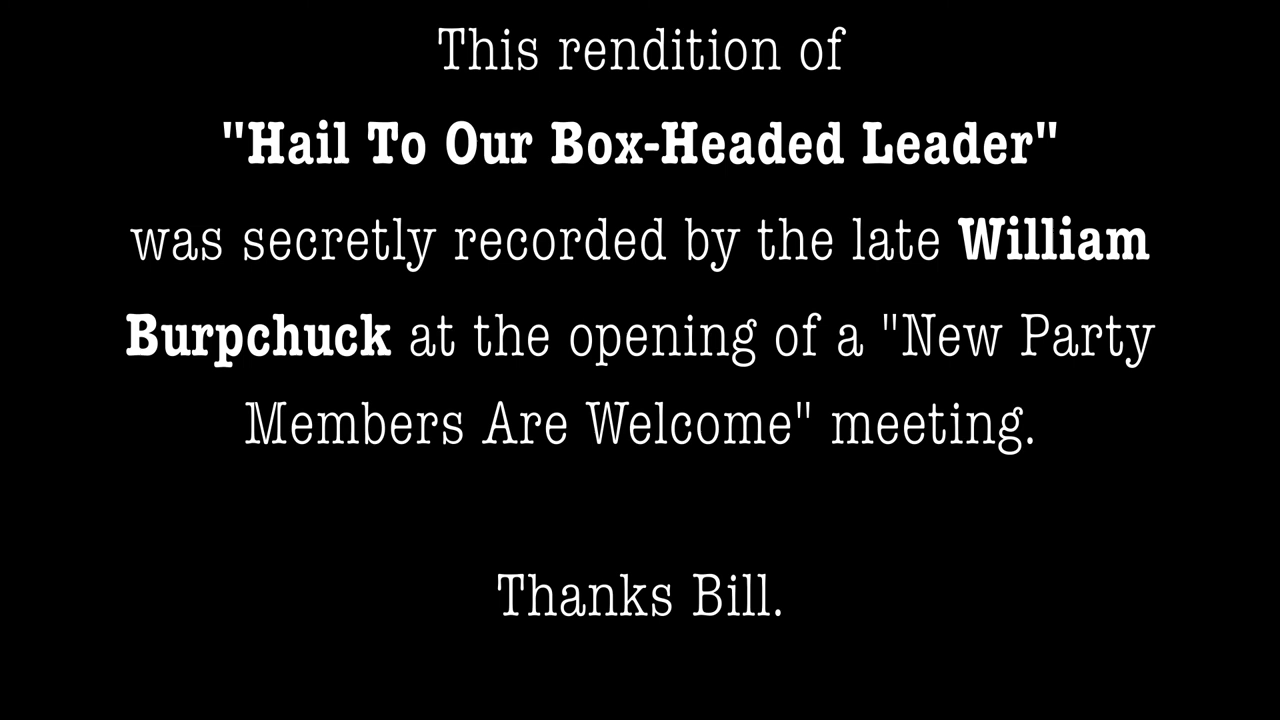 This rendition of
"Hail To Our Box-Headed Leader"
was secretly recorded by the late William
Burpchuck at the opening of a "New Party
Members Are Welcome" meeting.
Thanks Bill.